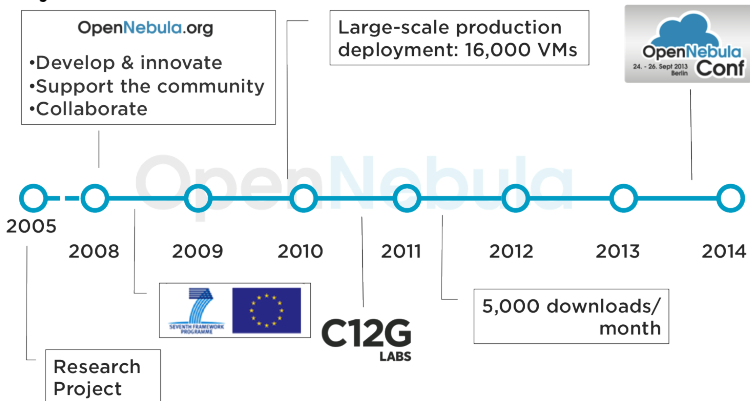 OpenNebula.org
•Develop & innovate
•Support the community
•Collaborate
Large-scale production
deployment: 16,000 VMs
OpenNebula
Conf
24. - 26. Sept 2013
Berlin
OpenNebula
2005
2008
2009
2010
2011
2012
2013
2014
7
SEVENTH FRAMEWORK
PROGRAMME
C12G
LABS
5,000 downloads/
month
Research
Project